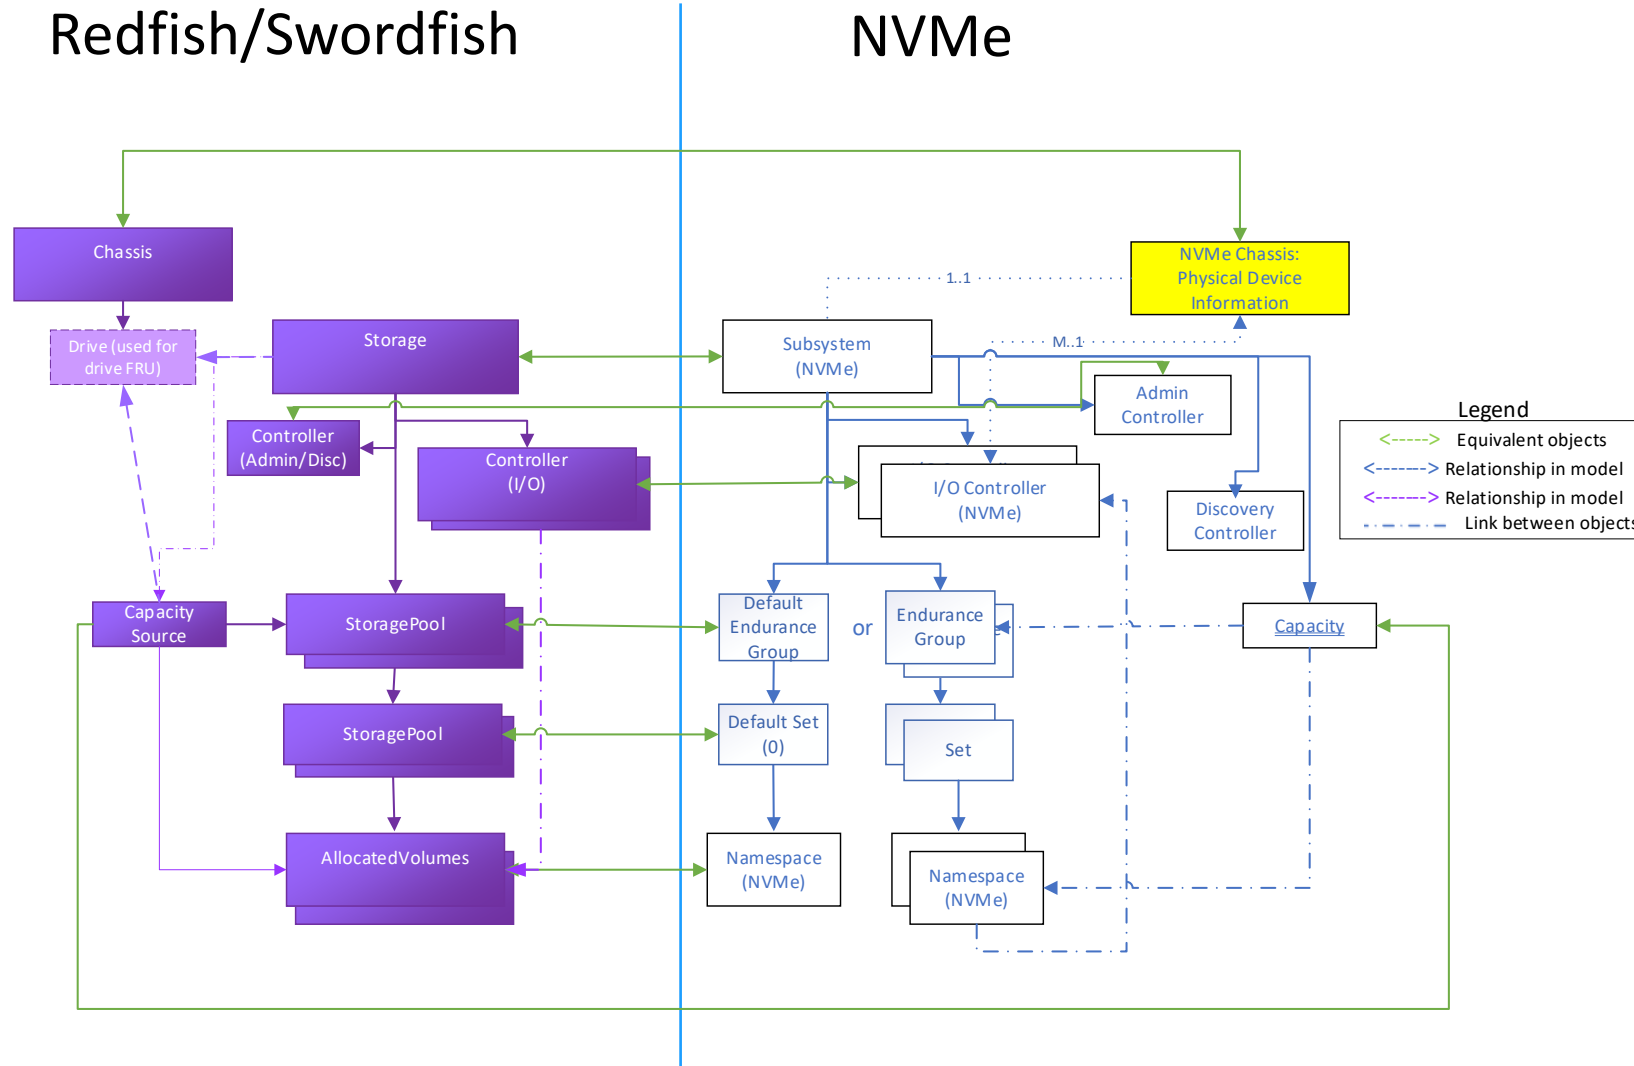 Redfish/Swordfish
NVMe
Chassis
NVMe Chassis:
Physical Device
Information
1..1
Drive (used for
drive FRU)
Storage
Subsystem
(NVMe)
M..1
Admin
Controller
Controller
(Admin/Disc)
Controller
(I/O)
I/O Controller
(NVMe)
Discovery
Controller
Legend
Equivalent objects
Relationship in model
Relationship in model
Link between objects
Capacity
Source
StoragePool
Default
Endurance
Group
or
Endurance
Group
Capacity
StoragePool
Default Set
(0)
Set
AllocatedVolumes
Namespace
(NVMe)
Namespace
(NVMe)